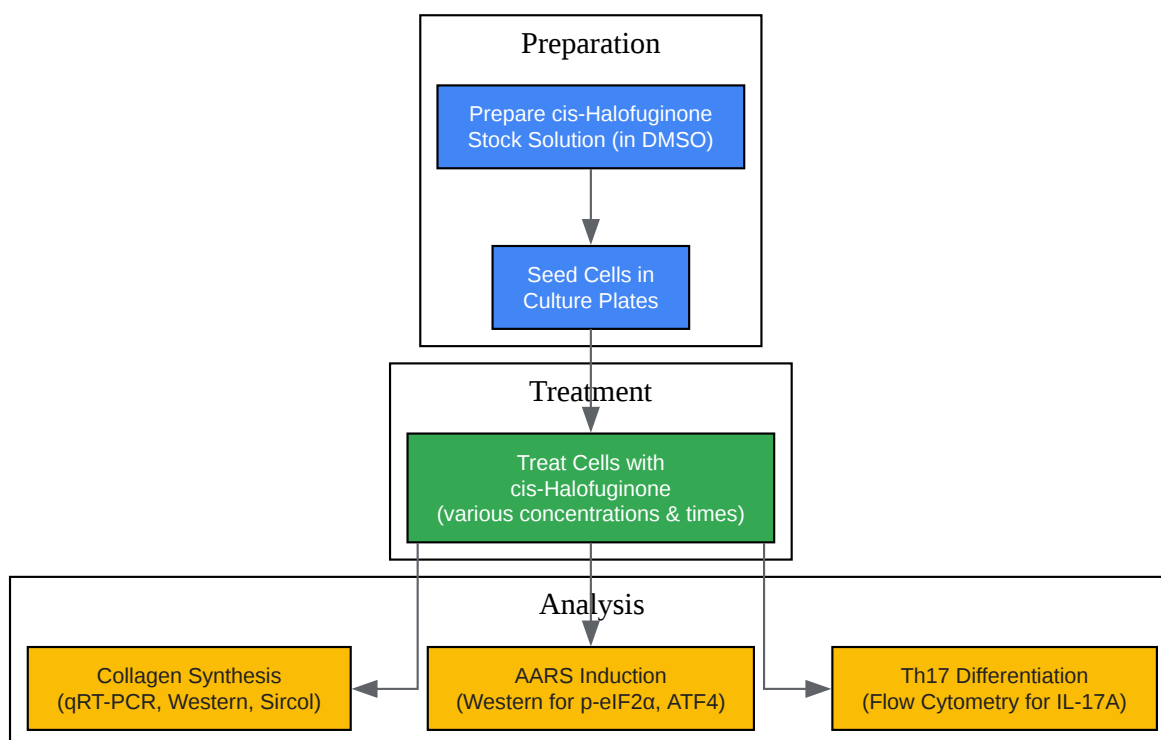 Preparation
Prepare cis-Halofuginone
Stock Solution (in DMSO)
Seed Cells in
Culture Plates
Treatment
Treat Cells with
cis-Halofuginone
(various concentrations & times)
Analysis
Collagen Synthesis
(qRT-PCR, Western, Sircol)
AARS Induction
(Western for p-eIF2α, ATF4)
Th17 Differentiation
(Flow Cytometry for IL-17A)